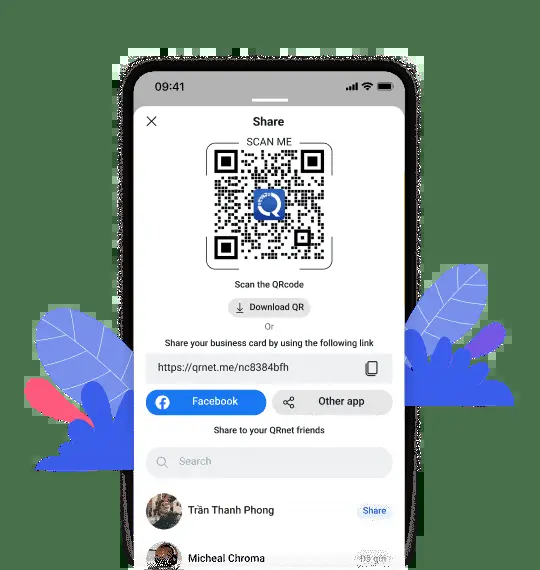 09:41
Share
SCAN ME
Scan the QRcode
Download QR
Or
Share your business card by using the following link
https://qrnet.me/nc8384bfh
Facebook
Other app
Share to your QRnet friends
Search
Trần Thanh Phong
Share
Micheal Chroma
Đã gửi